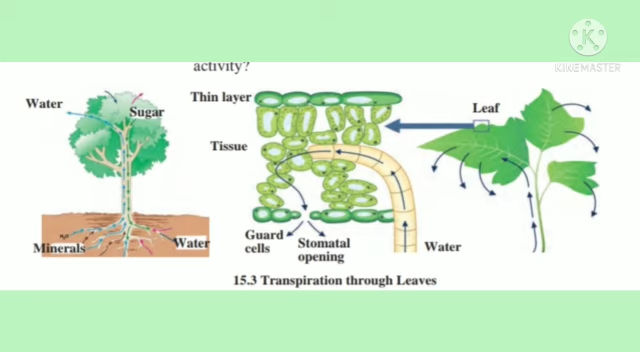 K
KINEMASTER
activity?
Water
Sugar
Thin layer
Leaf
Tissue
Minerals
Water
Guard
cells
Stomatal
opening
Water
15.3 Transpiration through Leaves